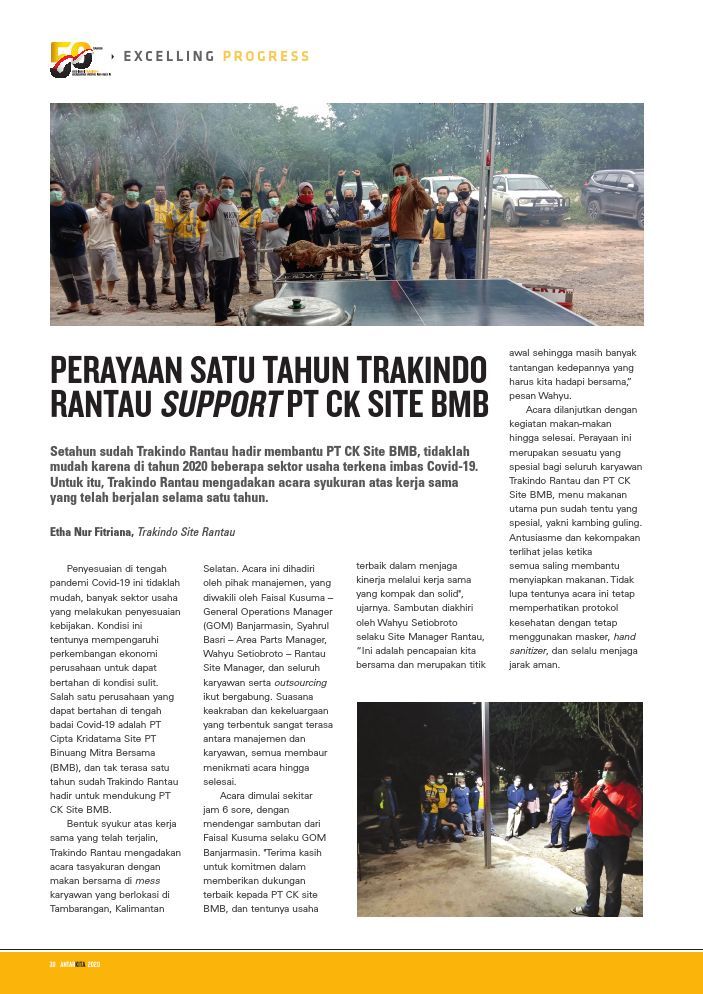 50
TAHUN
EXCELLING PROGRESS
PERAYAAN SATU TAHUN TRAKINDO
RANTAU SUPPORT PT CK SITE BMB
Setahun sudah Trakindo Rantau hadir membantu PT CK Site BMB, tidaklah
mudah karena di tahun 2020 beberapa sektor usaha terkena imbas Covid-19.
Untuk itu, Trakindo Rantau mengadakan acara syukuran atas kerja sama
yang telah berjalan selama satu tahun.
Etha Nur Fitriana, Trakindo Site Rantau
Penyesuaian di tengah
pandemi Covid-19 ini tidaklah
mudah, banyak sektor usaha
yang melakukan penyesuaian
kebijakan. Kondisi ini
tentunya mempengaruhi
perkembangan ekonomi
perusahaan untuk dapat
bertahan di kondisi sulit.
Salah satu perusahaan yang
dapat bertahan di tengah
badai Covid-19 adalah PT
Cipta Kridatama Site PT
Binuang Mitra Bersama
(BMB), dan tak terasa satu
tahun sudah Trakindo Rantau
hadir untuk mendukung PT
CK Site BMB.
Bentuk syukur atas kerja
sama yang telah terjalin,
Trakindo Rantau mengadakan
acara tasyakuran dengan
makan bersama di mess
karyawan yang berlokasi di
Tambarangan, Kalimantan
Selatan. Acara ini dihadiri
oleh pihak manajemen, yang
diwakili oleh Faisal Kusuma –
General Operations Manager
(GOM) Banjarmasin, Syahrul
Basri – Area Parts Manager,
Wahyu Setiobroto – Rantau
Site Manager, dan seluruh
karyawan serta outsourcing
ikut bergabung. Suasana
keakraban dan kekeluargaan
yang terbentuk sangat terasa
antara manajemen dan
karyawan, semua membaur
menikmati acara hingga
selesai.
Acara dimulai sekitar
jam 6 sore, dengan
mendengar sambutan dari
Faisal Kusuma selaku GOM
Banjarmasin. "Terima kasih
untuk komitmen dalam
memberikan dukungan
terbaik kepada PT CK site
BMB, dan tentunya usaha
terbaik dalam menjaga
kinerja melalui kerja sama
yang kompak dan solid",
ujarnya. Sambutan diakhiri
oleh Wahyu Setiobroto
selaku Site Manager Rantau,
“Ini adalah pencapaian kita
bersama dan merupakan titik
awal sehingga masih banyak
tantangan kedepannya yang
harus kita hadapi bersama,”
pesan Wahyu.
Acara dilanjutkan dengan
kegiatan makan-makan
hingga selesai. Perayaan ini
merupakan sesuatu yang
spesial bagi seluruh karyawan
Trakindo Rantau dan PT CK
Site BMB, menu makanan
utama pun sudah tentu yang
spesial, yakni kambing guling.
Antusiasme dan kekompakan
terlihat jelas ketika
semua saling membantu
menyiapkan makanan. Tidak
lupa tentunya acara ini tetap
memperhatikan protokol
kesehatan dengan tetap
menggunakan masker, hand
sanitizer, dan selalu menjaga
jarak aman.
30 ANTARKITA 2020